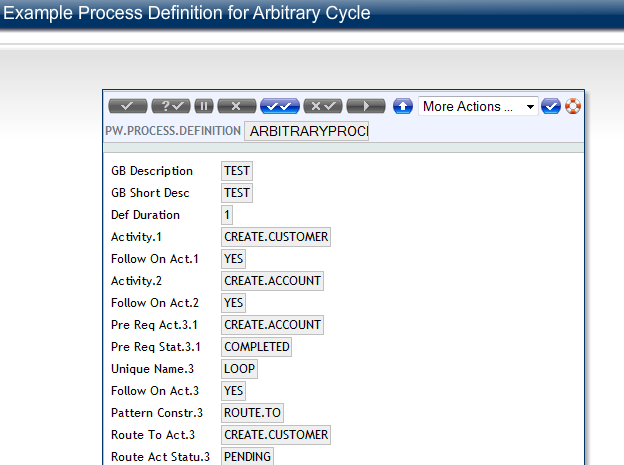 Example Process Definition for Arbitrary Cycle
More Actions ...
PW.PROCESS.DEFINITION ARBITRARYPROCI
GB Description TEST
GB Short Desc TEST
Def Duration 1
Activity.1 CREATE.CUSTOMER
Follow On Act.1 YES
Activity.2 CREATE.ACCOUNT
Follow On Act.2 YES
Pre Req Act.3.1 CREATE.ACCOUNT
Pre Req Stat.3.1 COMPLETED
Unique Name.3 LOOP
Follow On Act.3 YES
Pattern Constr.3 ROUTE.TO
Route To Act.3 CREATE.CUSTOMER
Route Act Statu.3 PENDING